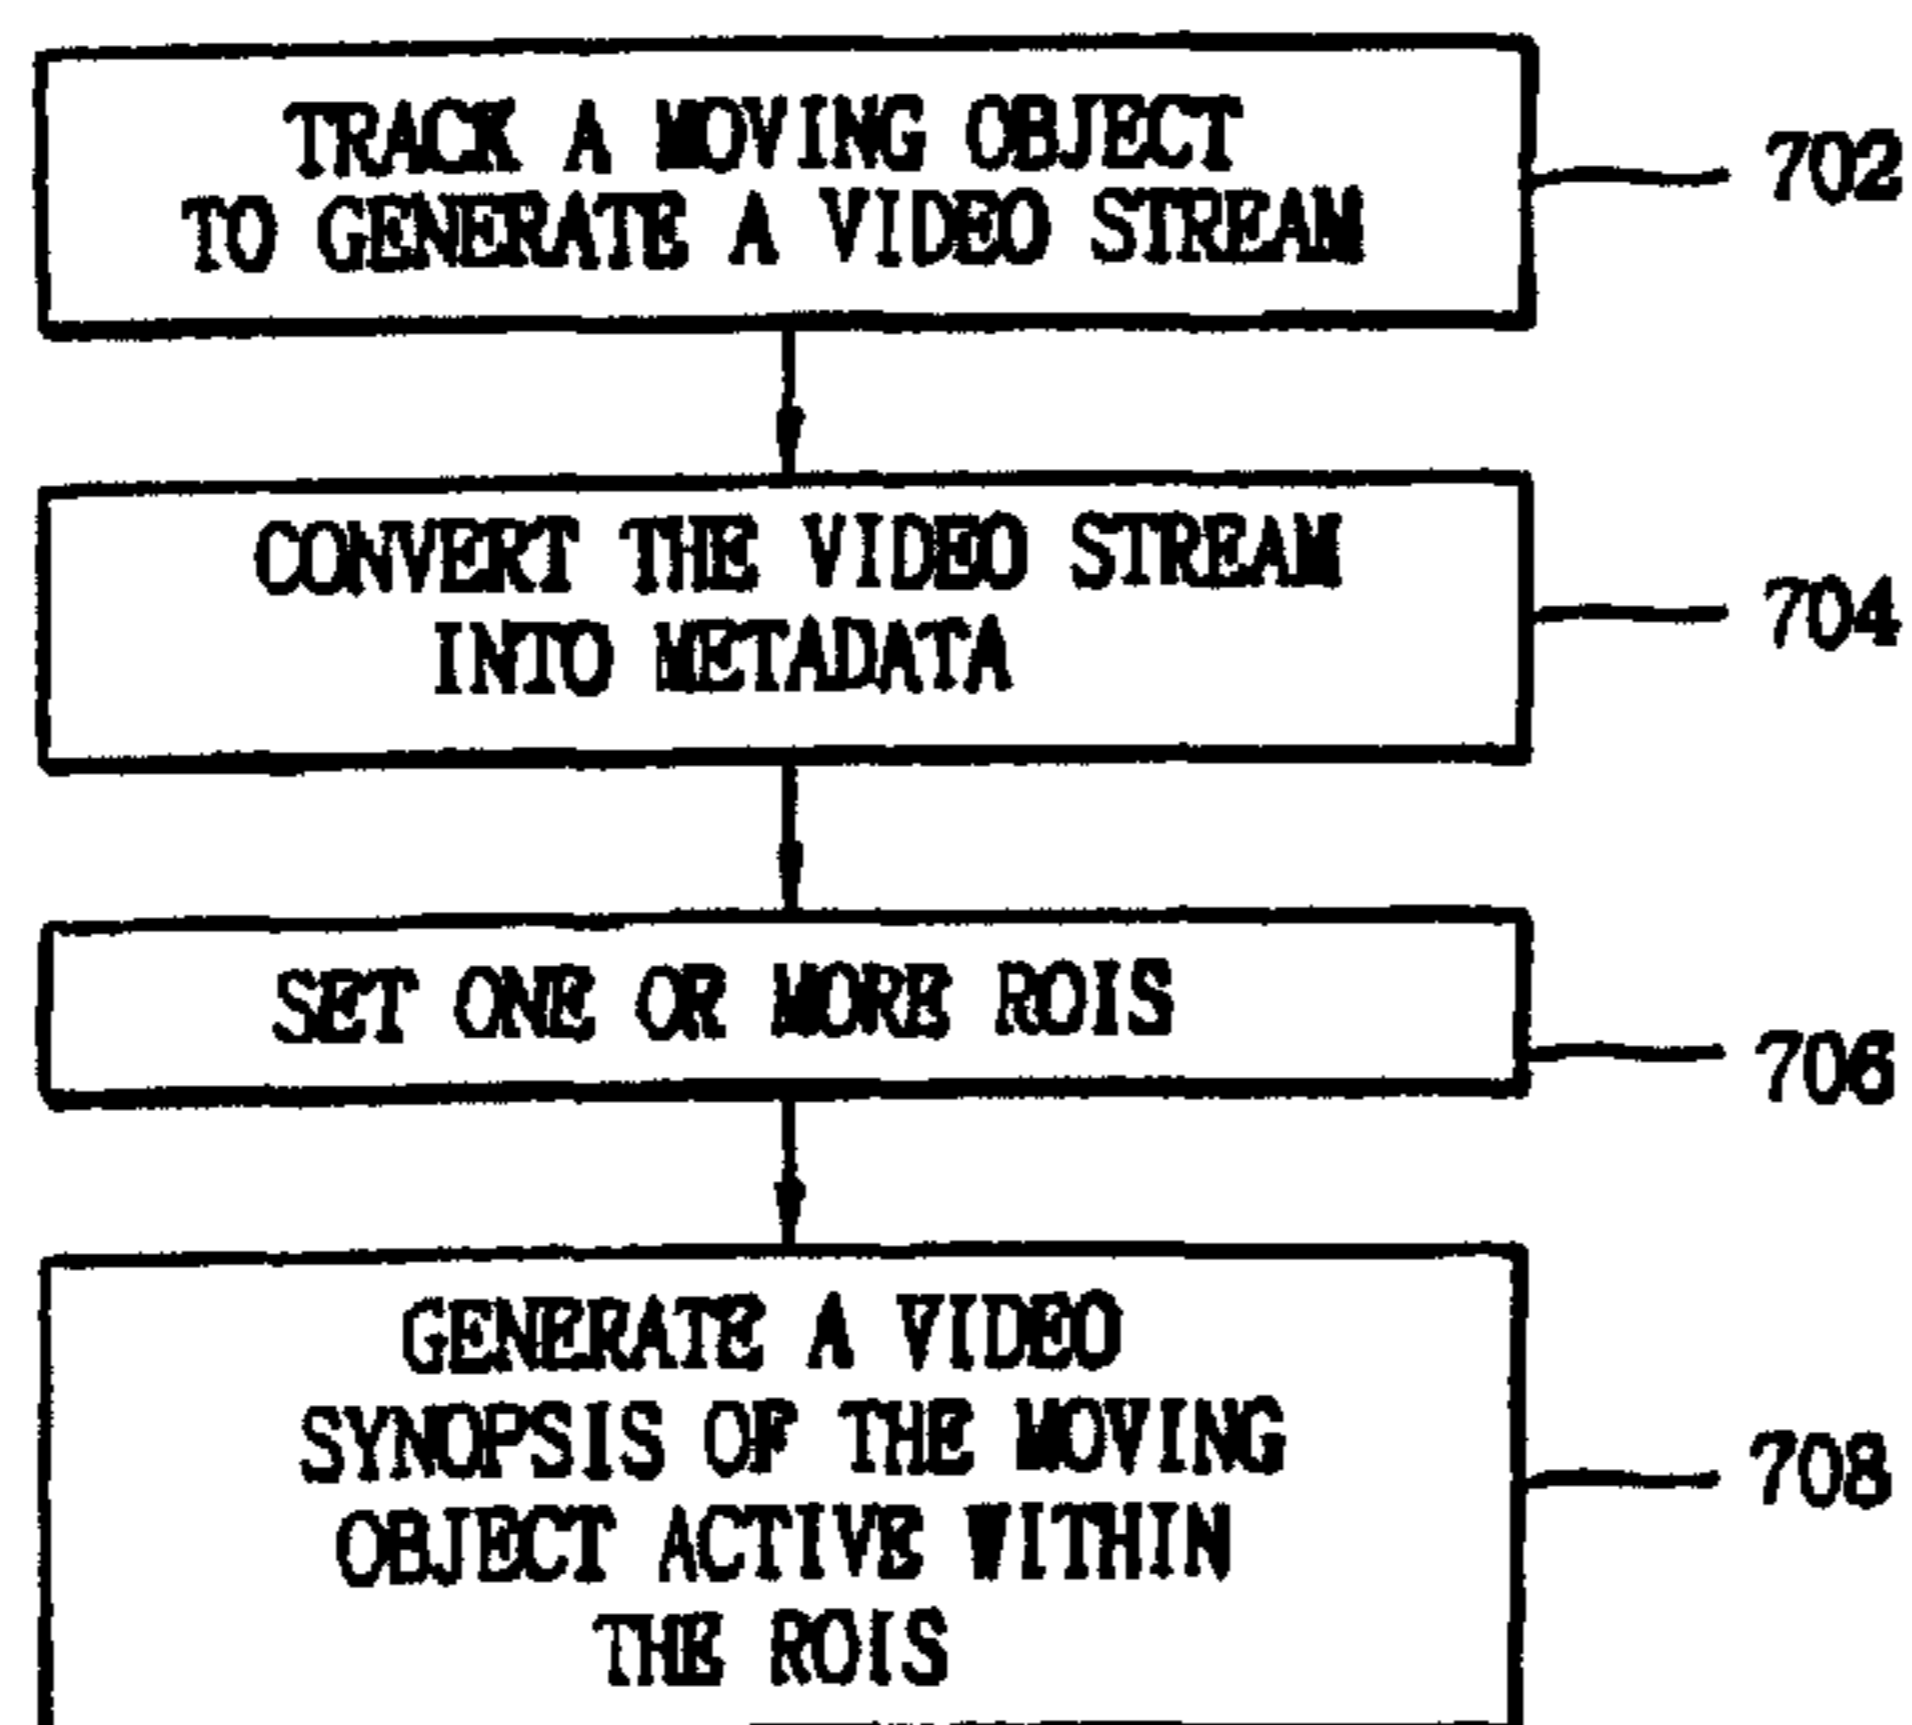 TRACK A MOVING OBJECT
TO GENERATE A VIDEO STREAM
702
CONVERT THE VIDEO STREAM
INTO METADATA
704
SET ONE OR MORE ROIS
706
GENERATE A VIDEO
SYNOPSIS OF THE MOVING
OBJECT ACTIVE WITHIN
THE ROIS
708